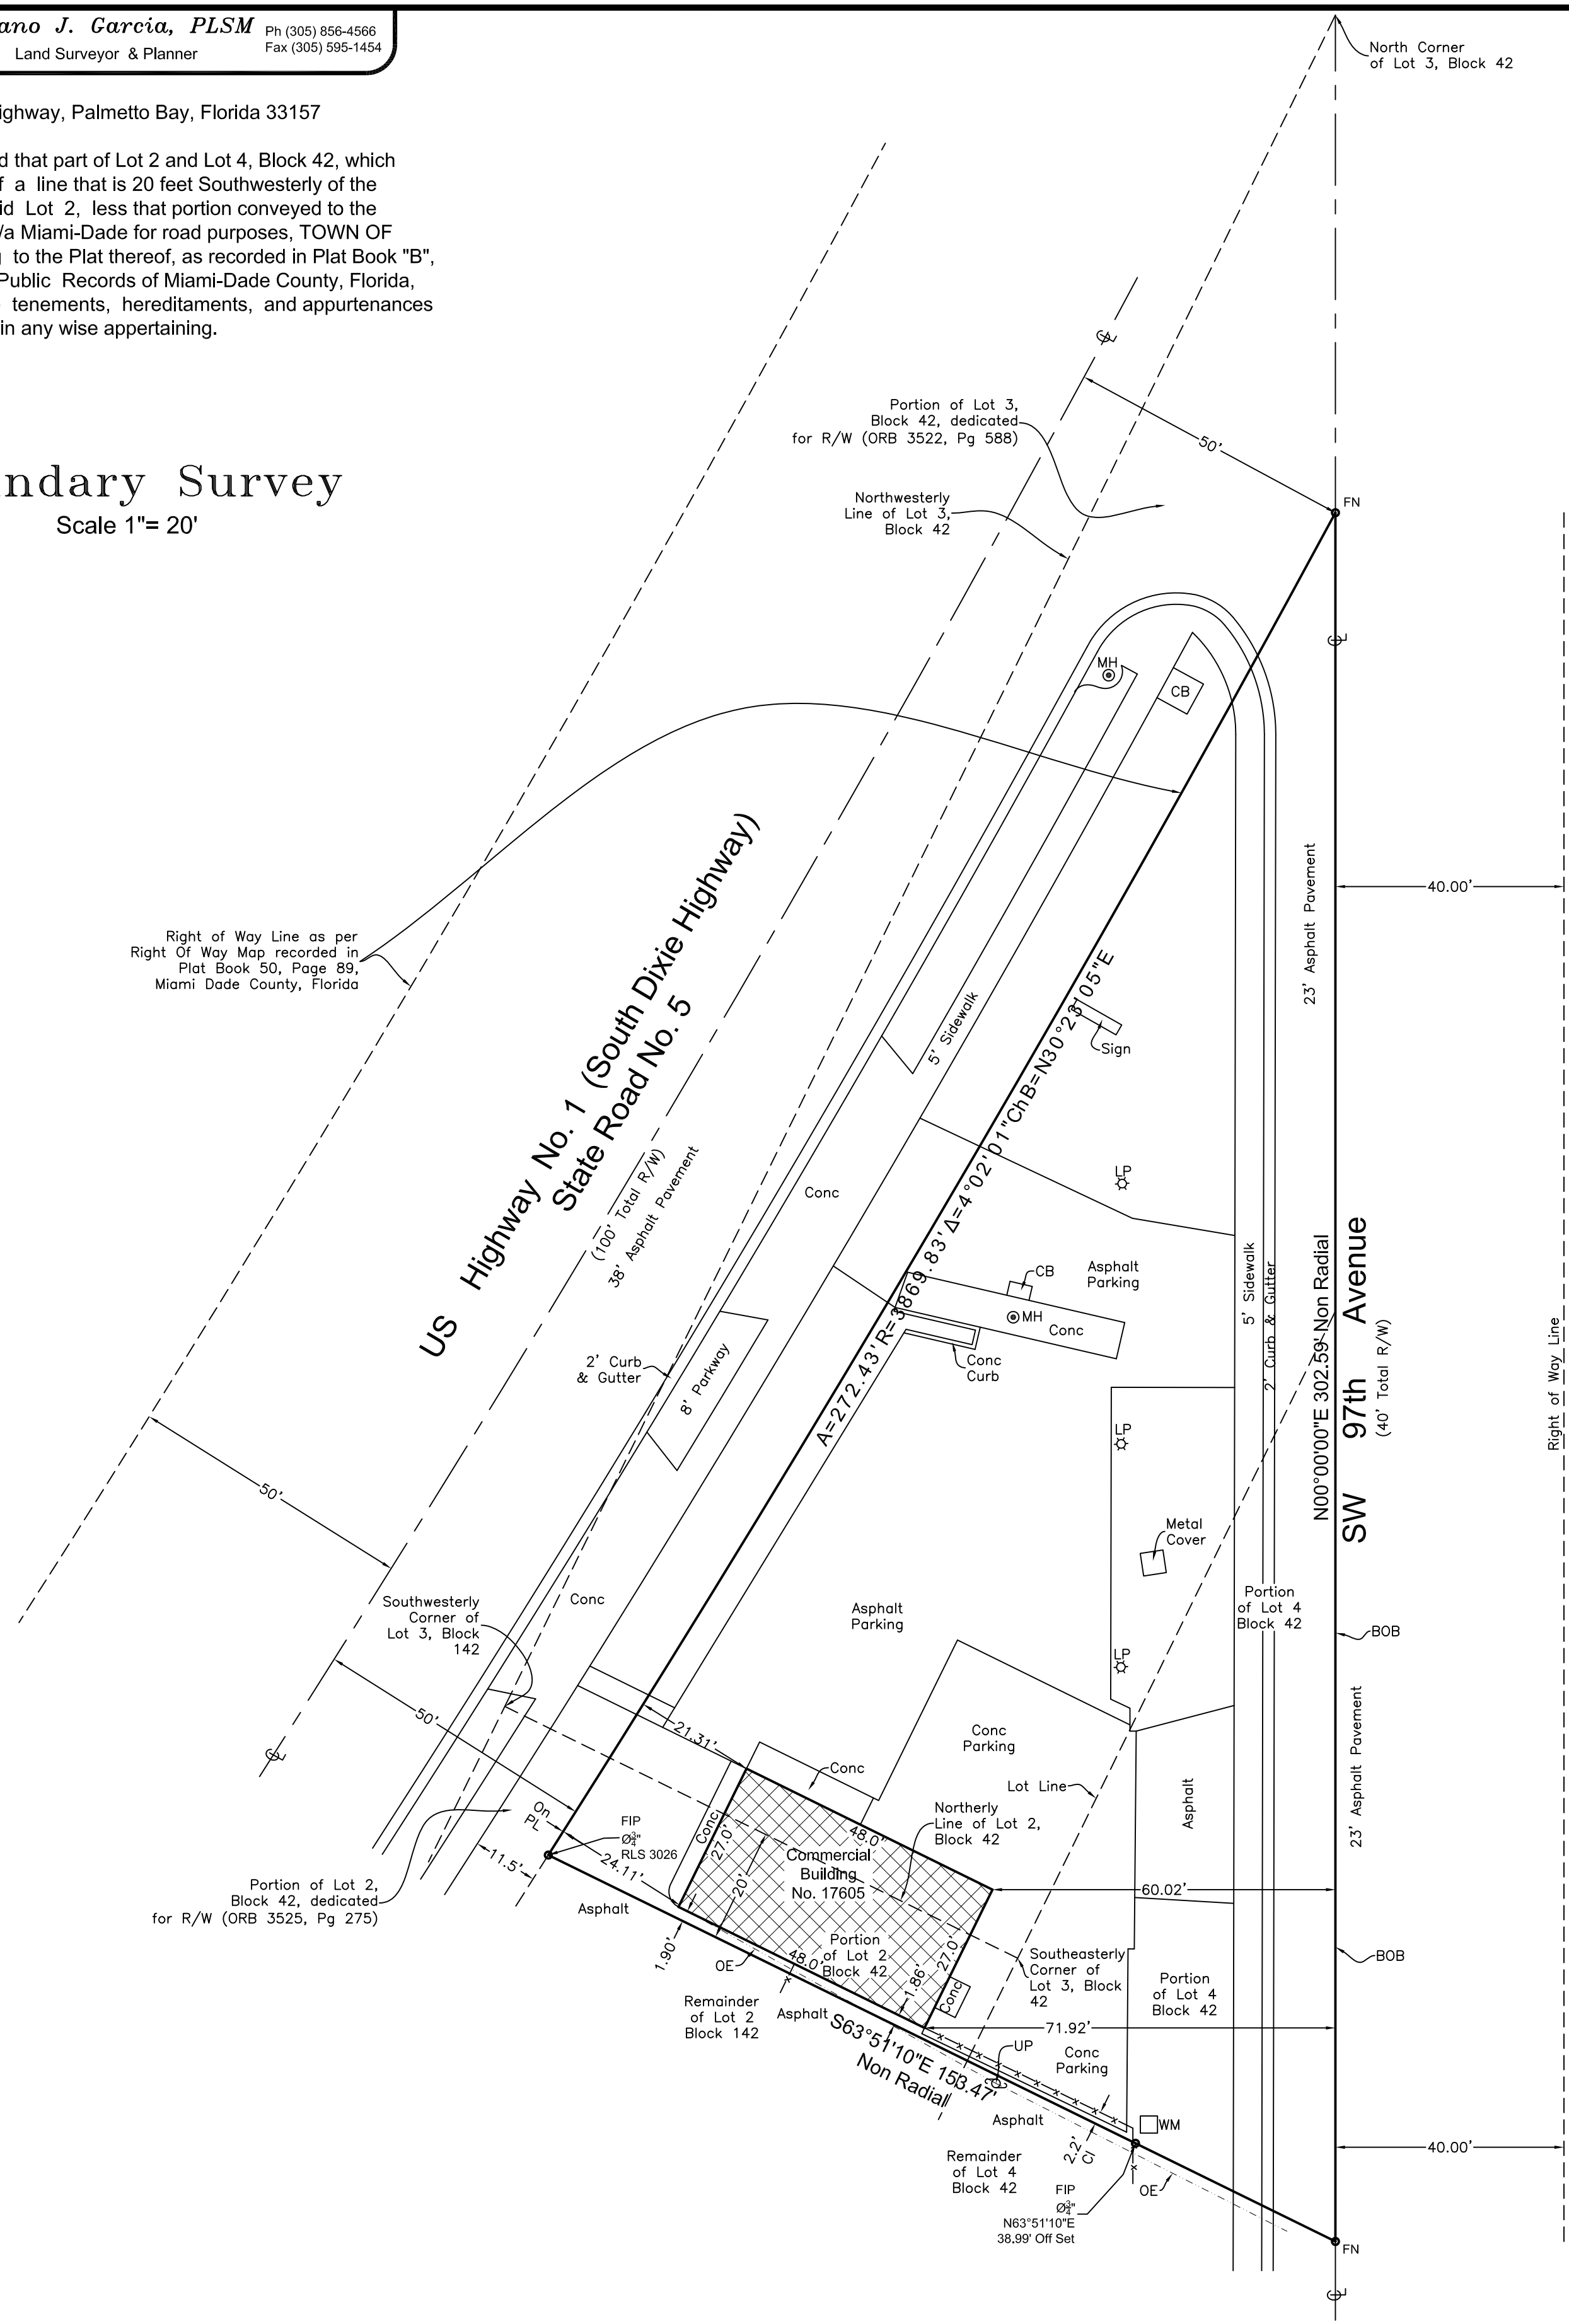 ano J. Garcia, PLSM
Ph (305) 856-4566
Fax (305) 595-1454
Land Surveyor & Planner
ighway, Palmetto Bay, Florida 33157
d that part of Lot 2 and Lot 4, Block 42, which
f a line that is 20 feet Southwesterly of the
id Lot 2, less that portion conveyed to the
/a Miami-Dade for road purposes, TOWN OF
to the Plat thereof, as recorded in Plat Book "B",
Public Records of Miami-Dade County, Florida,
tenements, hereditaments, and appurtenances
in any wise appertaining.
ndary Survey
Scale 1"= 20'
North Corner
of Lot 3, Block 42
Portion of Lot 3,
Block 42, dedicated
for R/W (ORB 3522, Pg 588)
50'
Northwesterly
Line of Lot 3,
Block 42
FN
MH
CB
Right of Way Line as per
Right Of Way Map recorded in
Plat Book 50, Page 89,
Miami Dade County, Florida
US Highway No. 1 (South Dixie Highway)
State Road No. 5
(100' Total R/W)
38' Asphalt Pavement
5' Sidewalk
Sign
23' Asphalt Pavement
40.00'
A=272.43'R=3869.83'Δ=4°02'01"ChB=N30°23'05"E
Conc
LP
Asphalt
Parking
CB
MH
Conc
Conc
Curb
2' Curb
& Gutter
8' Parkway
5' Sidewalk
2' Curb & Gutter
N00°00'00"E 302.59' Non Radial
SW 97th Avenue
(40' Total R/W)
Right of Way Line
LP
50'
Metal
Cover
Southwesterly
Corner of
Lot 3, Block
142
Conc
Asphalt
Parking
Portion
of Lot 4
Block 42
BOB
LP
50'
21.31'
Conc
Parking
Conc
Lot Line
Asphalt
23' Asphalt Pavement
On
PL
FIP
Ø3/4"
RLS 3026
Conc
27.0'
48.0'
Northerly
Line of Lot 2,
Block 42
Commercial
Building
No. 17605
11.5'
24.11'
20'
60.02'
Portion of Lot 2,
Block 42, dedicated
for R/W (ORB 3525, Pg 275)
Asphalt
1.90'
OE
48.0'
Portion
of Lot 2
Block 42
27.0'
1.86'
Conc
Southeasterly
Corner of
Lot 3, Block
42
BOB
Portion
of Lot 4
Block 42
Remainder
of Lot 2
Block 142
Asphalt
71.92'
S63°51'10"E 153.47'
Non Radial
UP
Conc
Parking
Asphalt
2.2'
Cl
WM
40.00'
Remainder
of Lot 4
Block 42
FIP
Ø3/4"
N63°51'10"E
38.99' Off Set
OE
FN